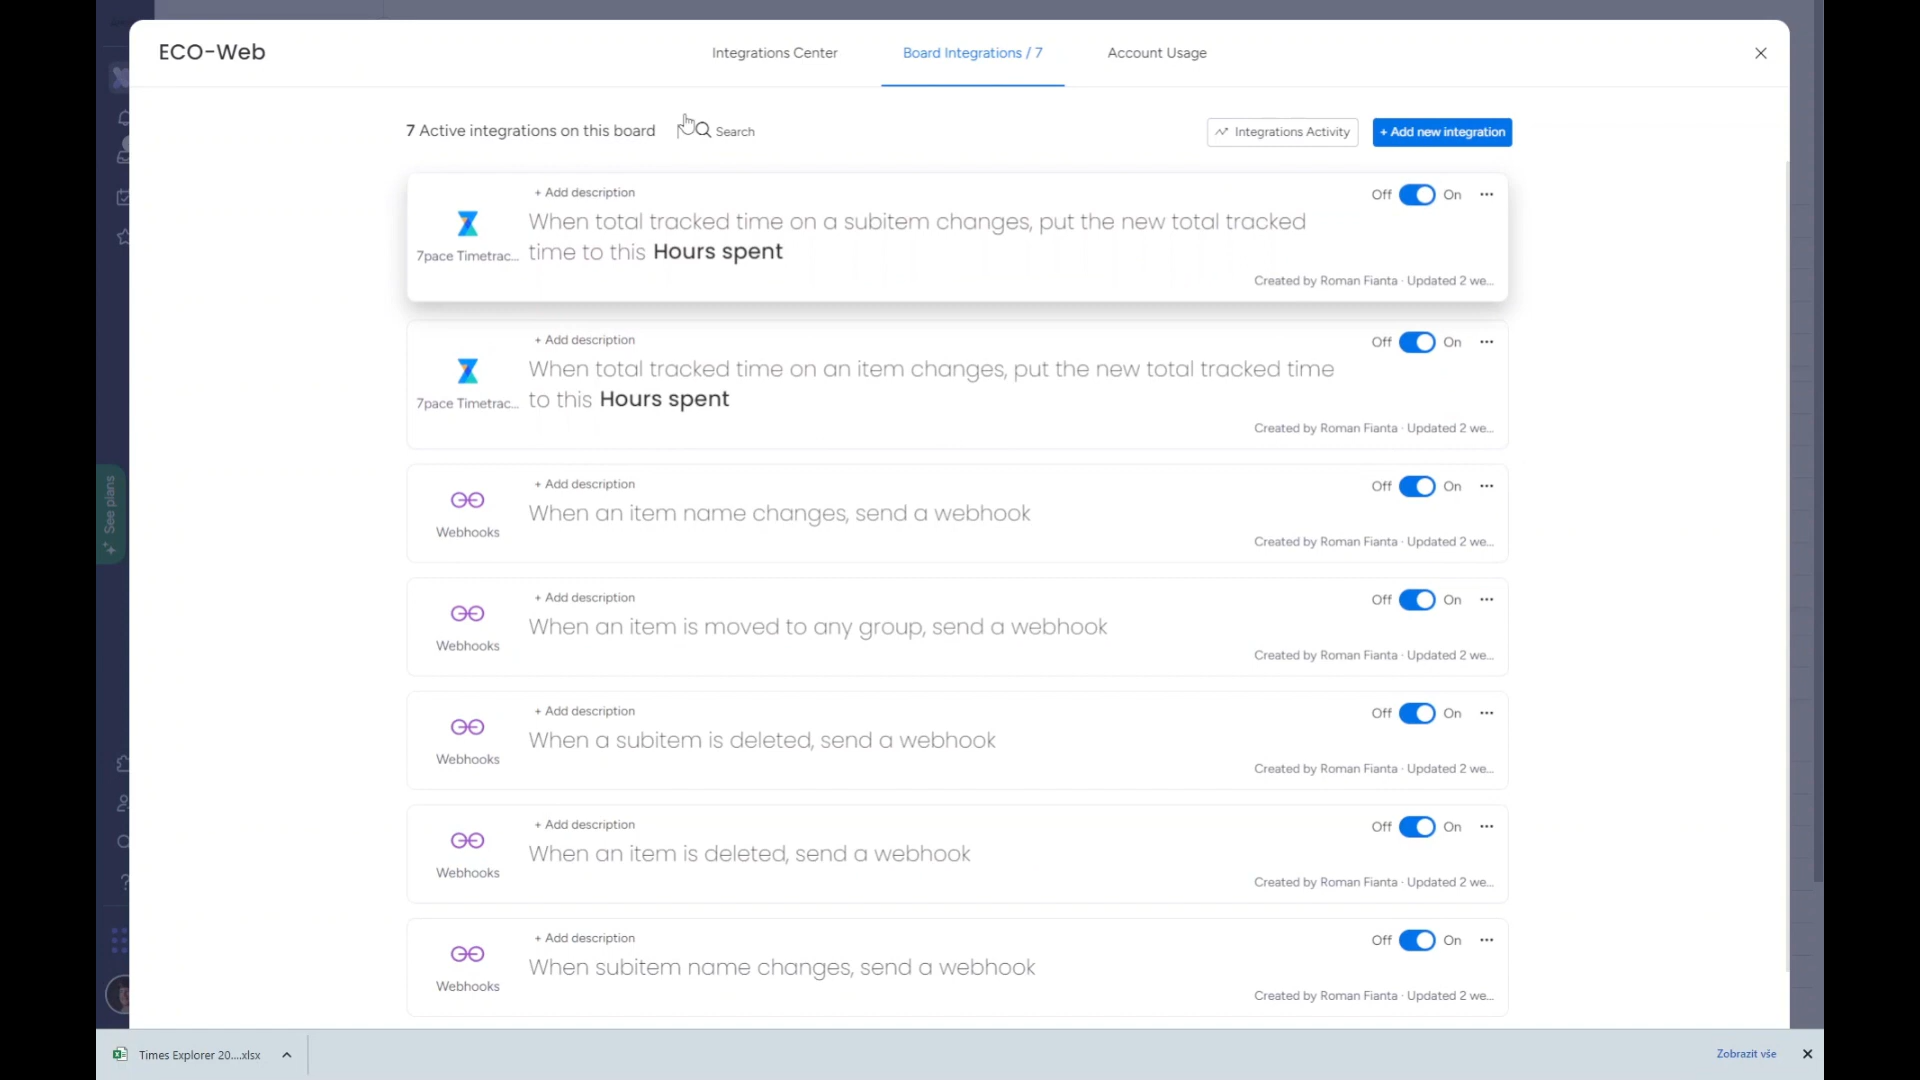 ECO-Web
Integrations Center
Board Integrations / 7
Account Usage
7 Active integrations on this board
Search
Integrations Activity
+ Add new integration
+ Add description
Off
On
When total tracked time on a subitem changes, put the new total tracked
time to this Hours spent
7pace Timetrac...
Created by Roman Fianta · Updated 2 we...
+ Add description
Off
On
When total tracked time on an item changes, put the new total tracked time
to this Hours spent
7pace Timetrac...
Created by Roman Fianta · Updated 2 we...
+ Add description
Off
On
When an item name changes, send a webhook
Webhooks
Created by Roman Fianta · Updated 2 we...
See plans
+ Add description
Off
On
When an item is moved to any group, send a webhook
Webhooks
Created by Roman Fianta · Updated 2 we...
+ Add description
Off
On
When a subitem is deleted, send a webhook
Webhooks
Created by Roman Fianta · Updated 2 we...
+ Add description
Off
On
When an item is deleted, send a webhook
Webhooks
Created by Roman Fianta · Updated 2 we...
+ Add description
Off
On
When subitem name changes, send a webhook
Webhooks
Created by Roman Fianta · Updated 2 we...
Times Explorer 20....xlsx
Zobrazit vše